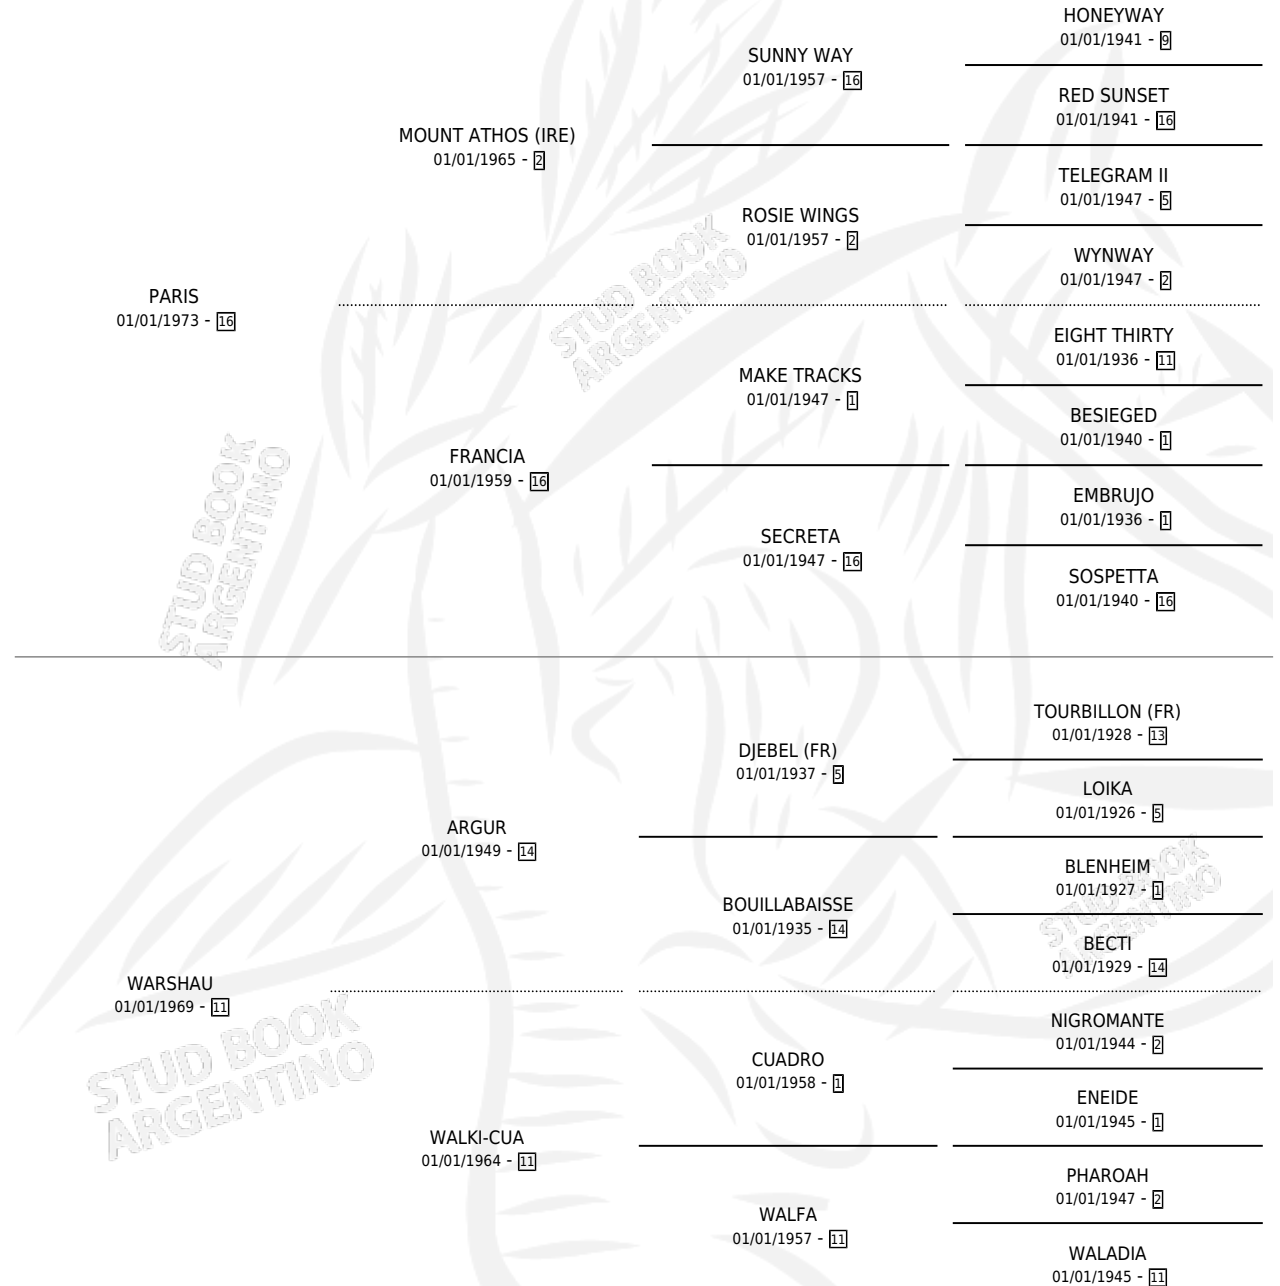 HONEYWAY
01/01/1941 - 9
SUNNY WAY
01/01/1957 - 16
RED SUNSET
01/01/1941 - 16
MOUNT ATHOS (IRE)
01/01/1965 - 2
TELEGRAM II
01/01/1947 - 5
ROSIE WINGS
01/01/1957 - 2
WYNWAY
01/01/1947 - 2
PARIS
01/01/1973 - 16
STUD BOOK
ARGENTINO
EIGHT THIRTY
01/01/1936 - 11
MAKE TRACKS
01/01/1947 - 1
BESIEGED
01/01/1940 - 1
FRANCIA
01/01/1959 - 16
EMBRUJO
01/01/1936 - 1
SECRETA
01/01/1947 - 16
SOSPETTA
01/01/1940 - 16
STUD BOOK
ARGENTINO
TOURBILLON (FR)
01/01/1928 - 13
DJEBEL (FR)
01/01/1937 - 5
LOIKA
01/01/1926 - 5
ARGUR
01/01/1949 - 14
BLENHEIM
01/01/1927 - 1
BOUILLABAISSE
01/01/1935 - 14
STUD BOOK
ARGENTINO
BECTI
01/01/1929 - 14
WARSHAU
01/01/1969 - 11
NIGROMANTE
01/01/1944 - 2
CUADRO
01/01/1958 - 1
ENEIDE
01/01/1945 - 1
STUD BOOK
ARGENTINO
WALKI-CUA
01/01/1964 - 11
PHAROAH
01/01/1947 - 2
WALFA
01/01/1957 - 11
WALADIA
01/01/1945 - 11